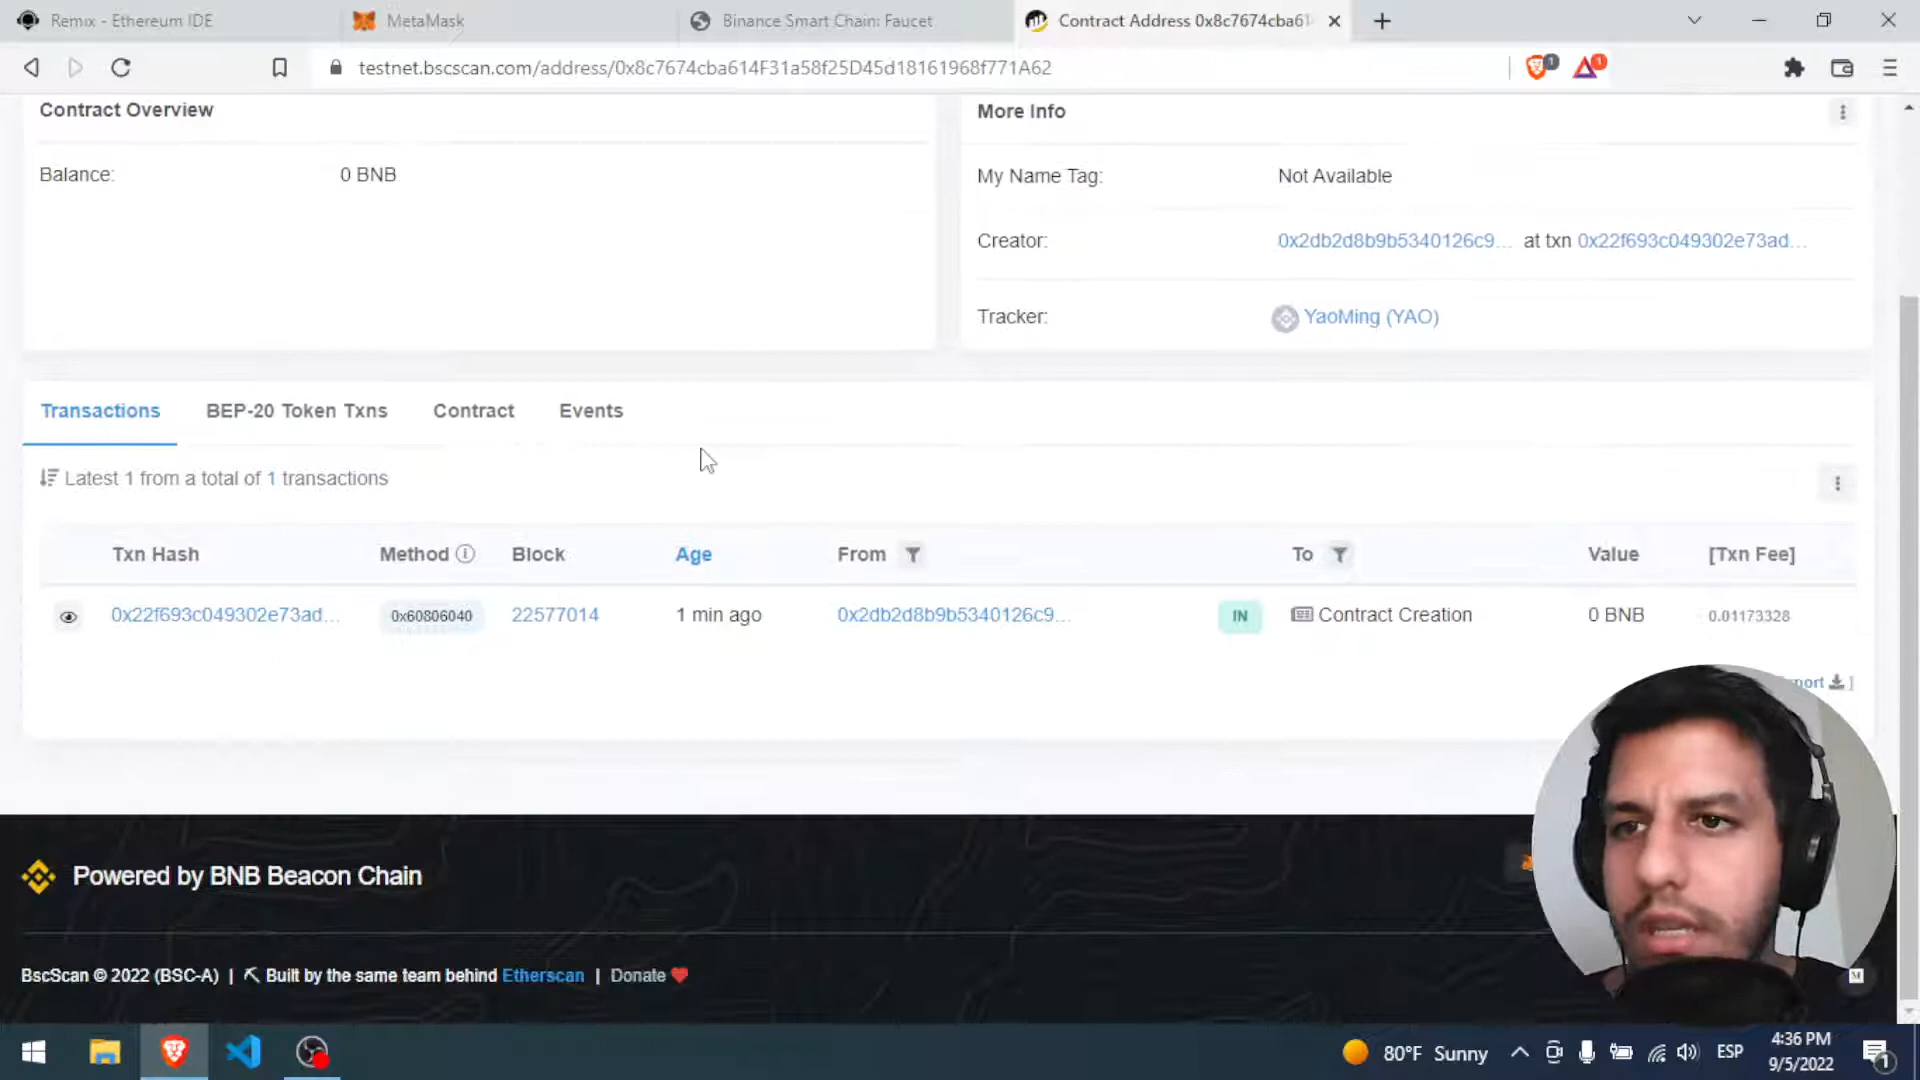 Remix - Ethereum IDE
MetaMask
Binance Smart Chain: Faucet
Contract Address 0x8c7674cba61
testnet.bscscan.com/address/0x8c7674cba614F31a58f25D45d18161968f771A62
1
1
Contract Overview
More Info
Balance:
0 BNB
My Name Tag:
Not Available
Creator:
0x2db2d8b9b5340126c9... at txn 0x22f693c049302e73ad...
Tracker:
YaoMing (YAO)
Transactions
BEP-20 Token Txns
Contract
Events
Latest 1 from a total of 1 transactions
Txn Hash
Method
Block
Age
From
To
Value
[Txn Fee]
0x22f693c049302e73ad...
0x60806040
22577014
1 min ago
0x2db2d8b9b5340126c9...
IN
Contract Creation
0 BNB
0.01173328
port ]
Powered by BNB Beacon Chain
BscScan © 2022 (BSC-A) | Built by the same team behind Etherscan | Donate
M
80°F Sunny
ESP
4:36 PM
9/5/2022
1